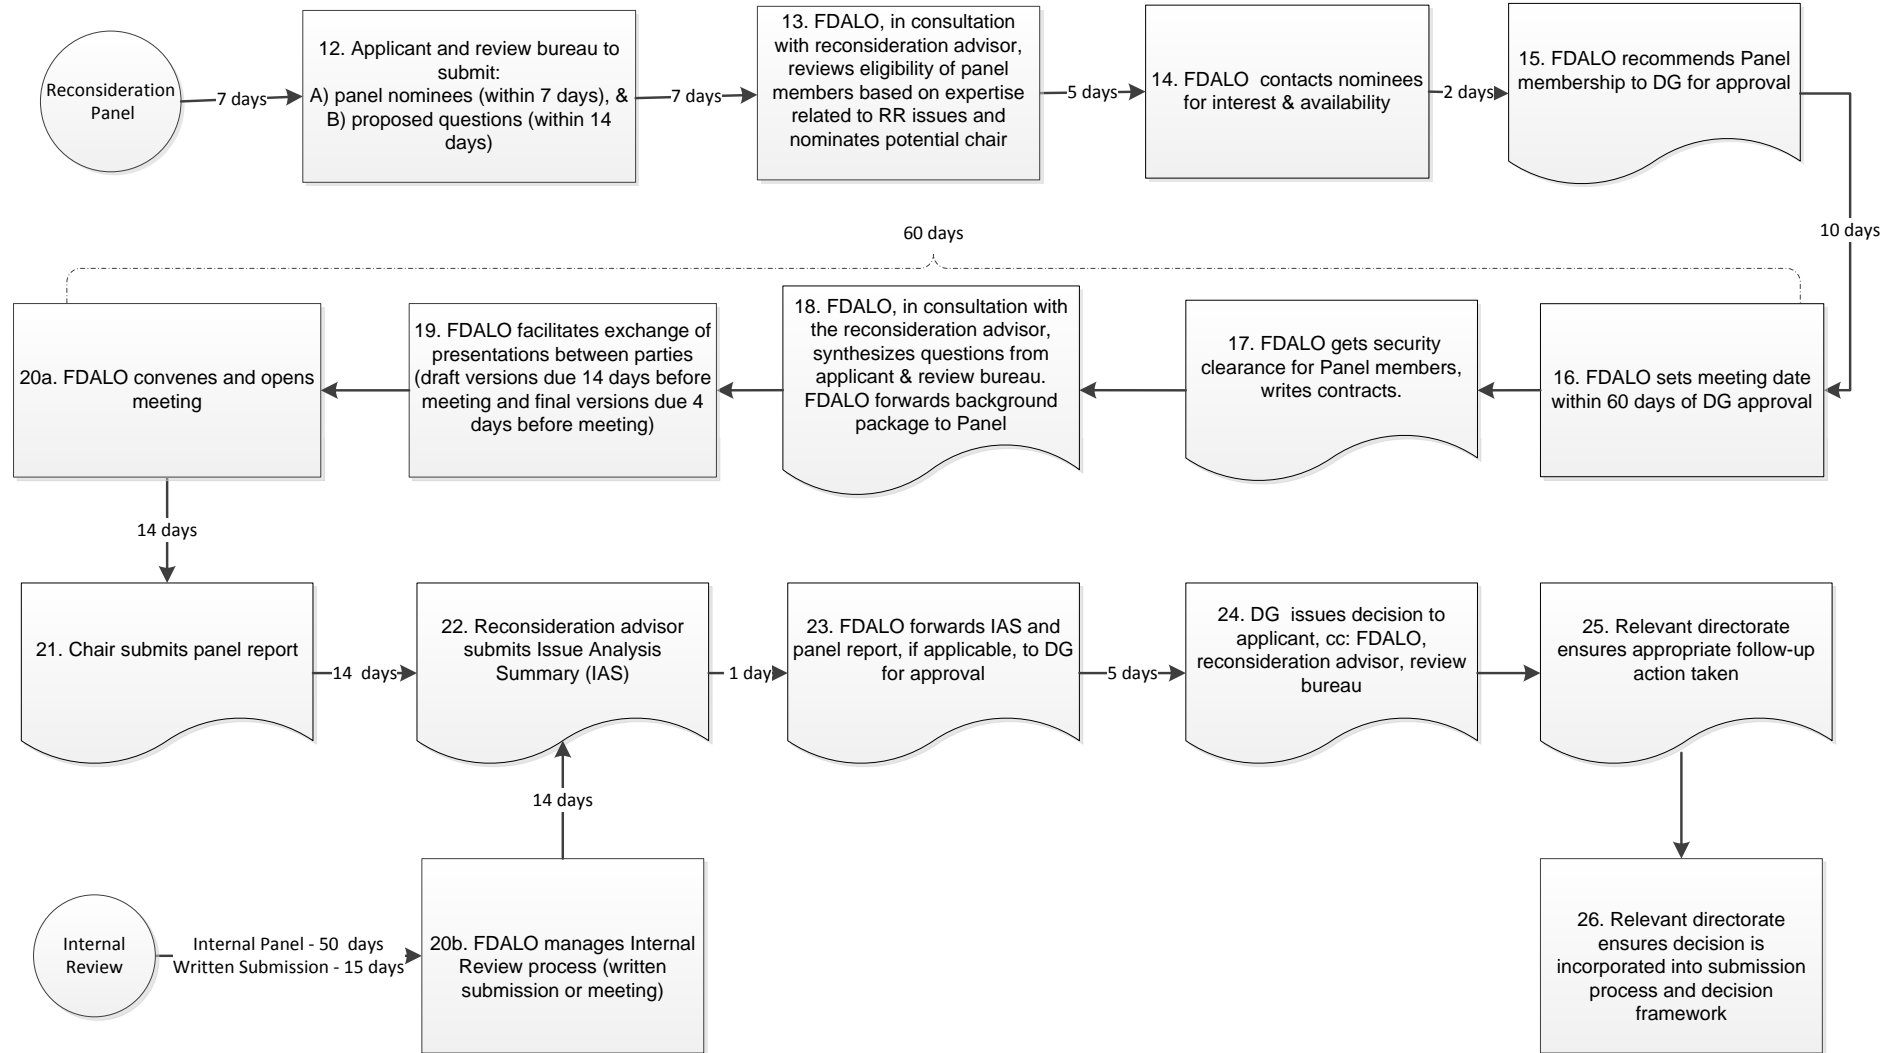 Reconsideration
Panel
7 days
12. Applicant and review bureau to
submit:
A) panel nominees (within 7 days), &
B) proposed questions (within 14
days)
7 days
13. FDALO, in consultation
with reconsideration advisor,
reviews eligibility of panel
members based on expertise
related to RR issues and
nominates potential chair
5 days
14. FDALO contacts nominees
for interest & availability
2 days
15. FDALO recommends Panel
membership to DG for approval
10 days
60 days
20a. FDALO convenes and opens
meeting
19. FDALO facilitates exchange of
presentations between parties
(draft versions due 14 days before
meeting and final versions due 4
days before meeting)
18. FDALO, in consultation with
the reconsideration advisor,
synthesizes questions from
applicant & review bureau.
FDALO forwards background
package to Panel
17. FDALO gets security
clearance for Panel members,
writes contracts.
16. FDALO sets meeting date
within 60 days of DG approval
14 days
21. Chair submits panel report
14 days
22. Reconsideration advisor
submits Issue Analysis
Summary (IAS)
1 day
23. FDALO forwards IAS and
panel report, if applicable, to DG
for approval
5 days
24. DG issues decision to
applicant, cc: FDALO,
reconsideration advisor, review
bureau
25. Relevant directorate
ensures appropriate follow-up
action taken
14 days
Internal
Review
Internal Panel - 50 days
Written Submission - 15 days
20b. FDALO manages Internal
Review process (written
submission or meeting)
26. Relevant directorate
ensures decision is
incorporated into submission
process and decision
framework